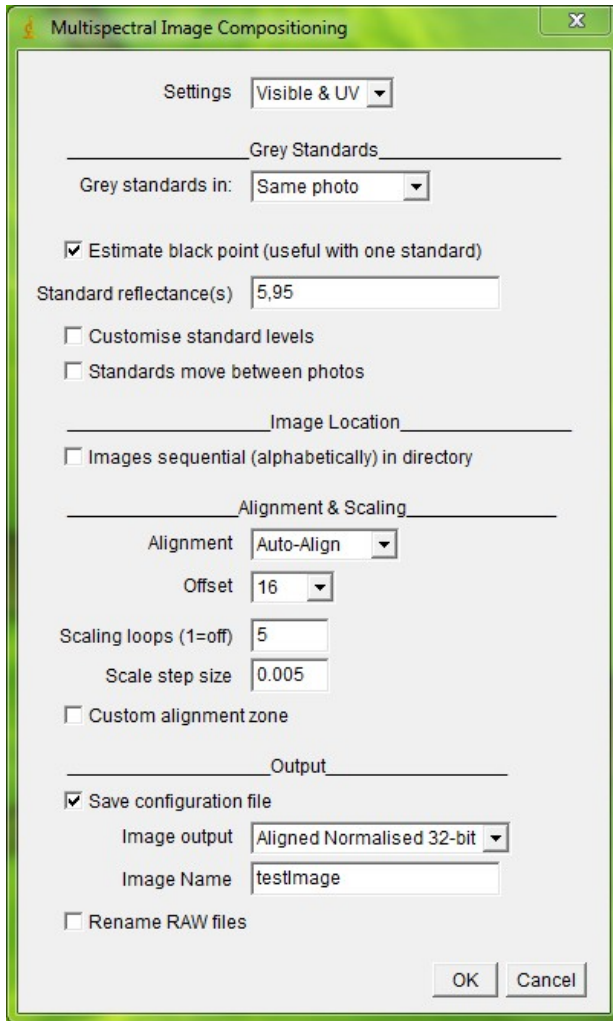 Multispectral Image Compositioning
Settings Visible & UV
Grey Standards
Grey standards in: Same photo
Estimate black point (useful with one standard)
Standard reflectance(s) 5,95
Customise standard levels
Standards move between photos
Image Location
Images sequential (alphabetically) in directory
Alignment & Scaling
Alignment Auto-Align
Offset 16
Scaling loops (1=off) 5
Scale step size 0.005
Custom alignment zone
Output
Save configuration file
Image output Aligned Normalised 32-bit
Image Name testImage
Rename RAW files
OK Cancel